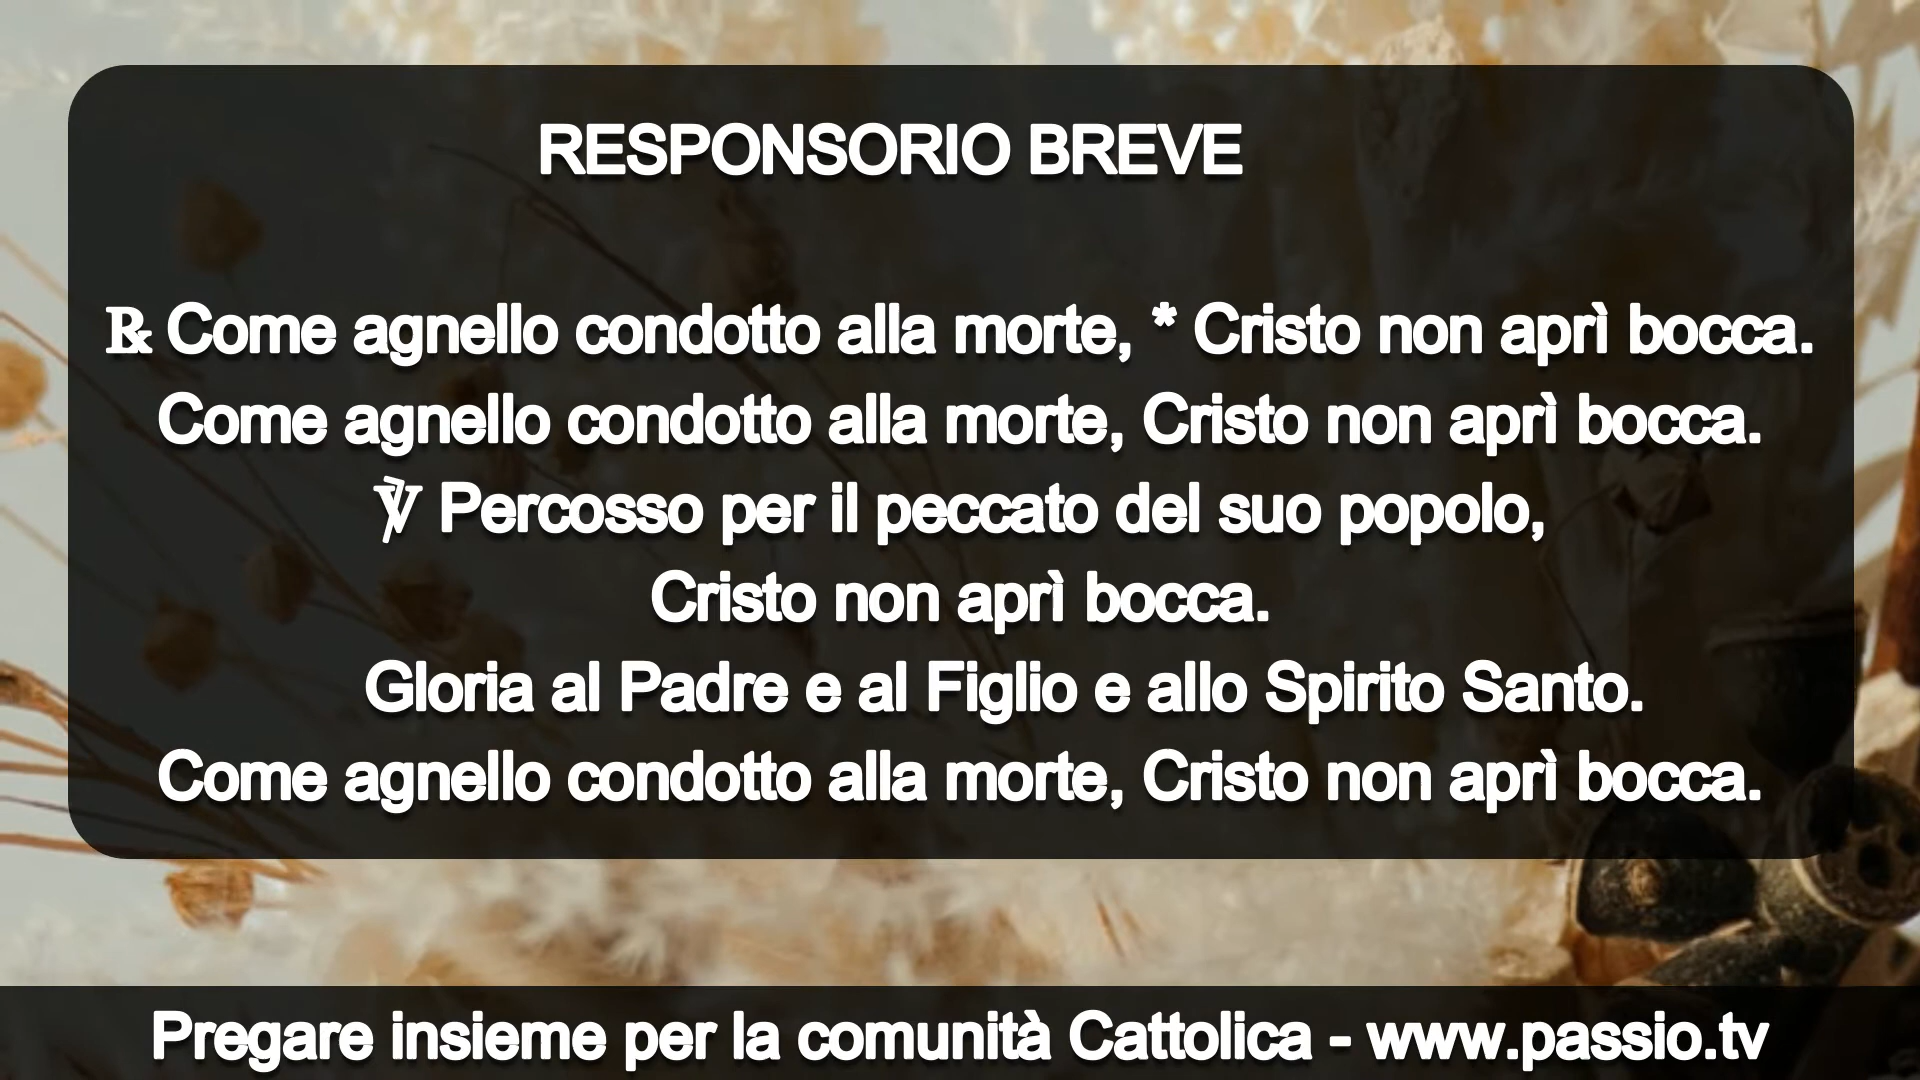 RESPONSORIO BREVE
℞ Come agnello condotto alla morte, * Cristo non aprì bocca.
Come agnello condotto alla morte, Cristo non aprì bocca.
℣ Percosso per il peccato del suo popolo,
Cristo non aprì bocca.
Gloria al Padre e al Figlio e allo Spirito Santo.
Come agnello condotto alla morte, Cristo non aprì bocca.
Pregare insieme per la comunità Cattolica - www.passio.tv